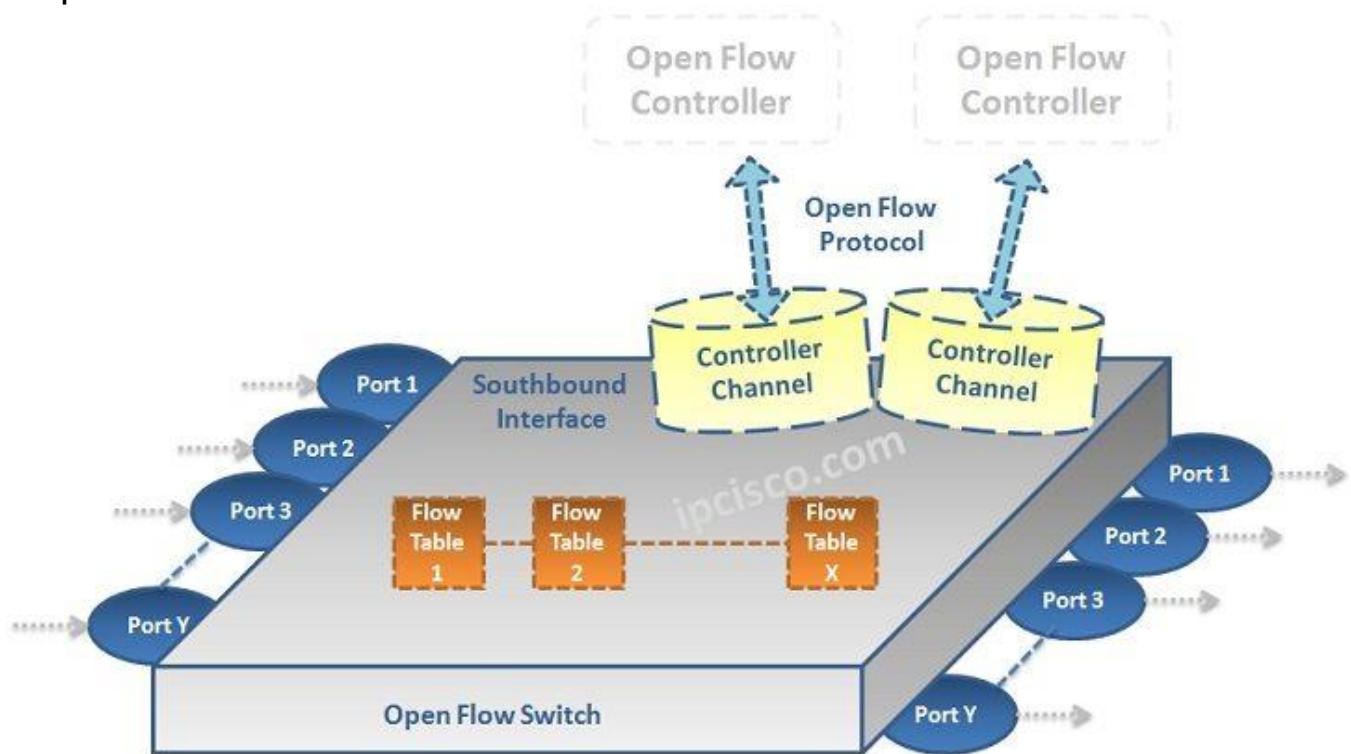 Open Flow
Controller
Open Flow
Controller
Open Flow
Protocol
Controller
Channel
Controller
Channel
Southbound
Interface
Port 1
Port 2
Port 3
Port Y
Flow
Table
1
Flow
Table
2
Flow
Table
X
ipcisco.com
Port 1
Port 2
Port 3
Port Y
Open Flow Switch